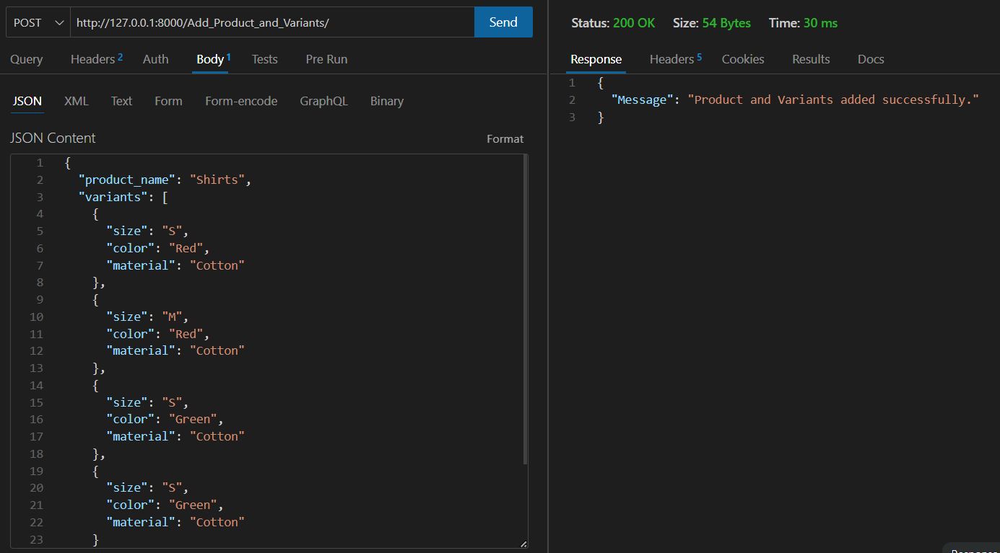 POST http://127.0.0.1:8000/Add_Product_and_Variants/ Send
Query Headers 2 Auth Body 1 Tests Pre Run
JSON XML Text Form Form-encode GraphQL Binary
JSON Content Format
1 {
2 "product_name": "Shirts",
3 "variants": [
4 {
5 "size": "S",
6 "color": "Red",
7 "material": "Cotton"
8 },
9 {
10 "size": "M",
11 "color": "Red",
12 "material": "Cotton"
13 },
14 {
15 "size": "S",
16 "color": "Green",
17 "material": "Cotton"
18 },
19 {
20 "size": "S",
21 "color": "Green",
22 "material": "Cotton"
23 }
Status: 200 OK Size: 54 Bytes Time: 30 ms
Response Headers 5 Cookies Results Docs
1 {
2 "Message": "Product and Variants added successfully."
3 }
Response